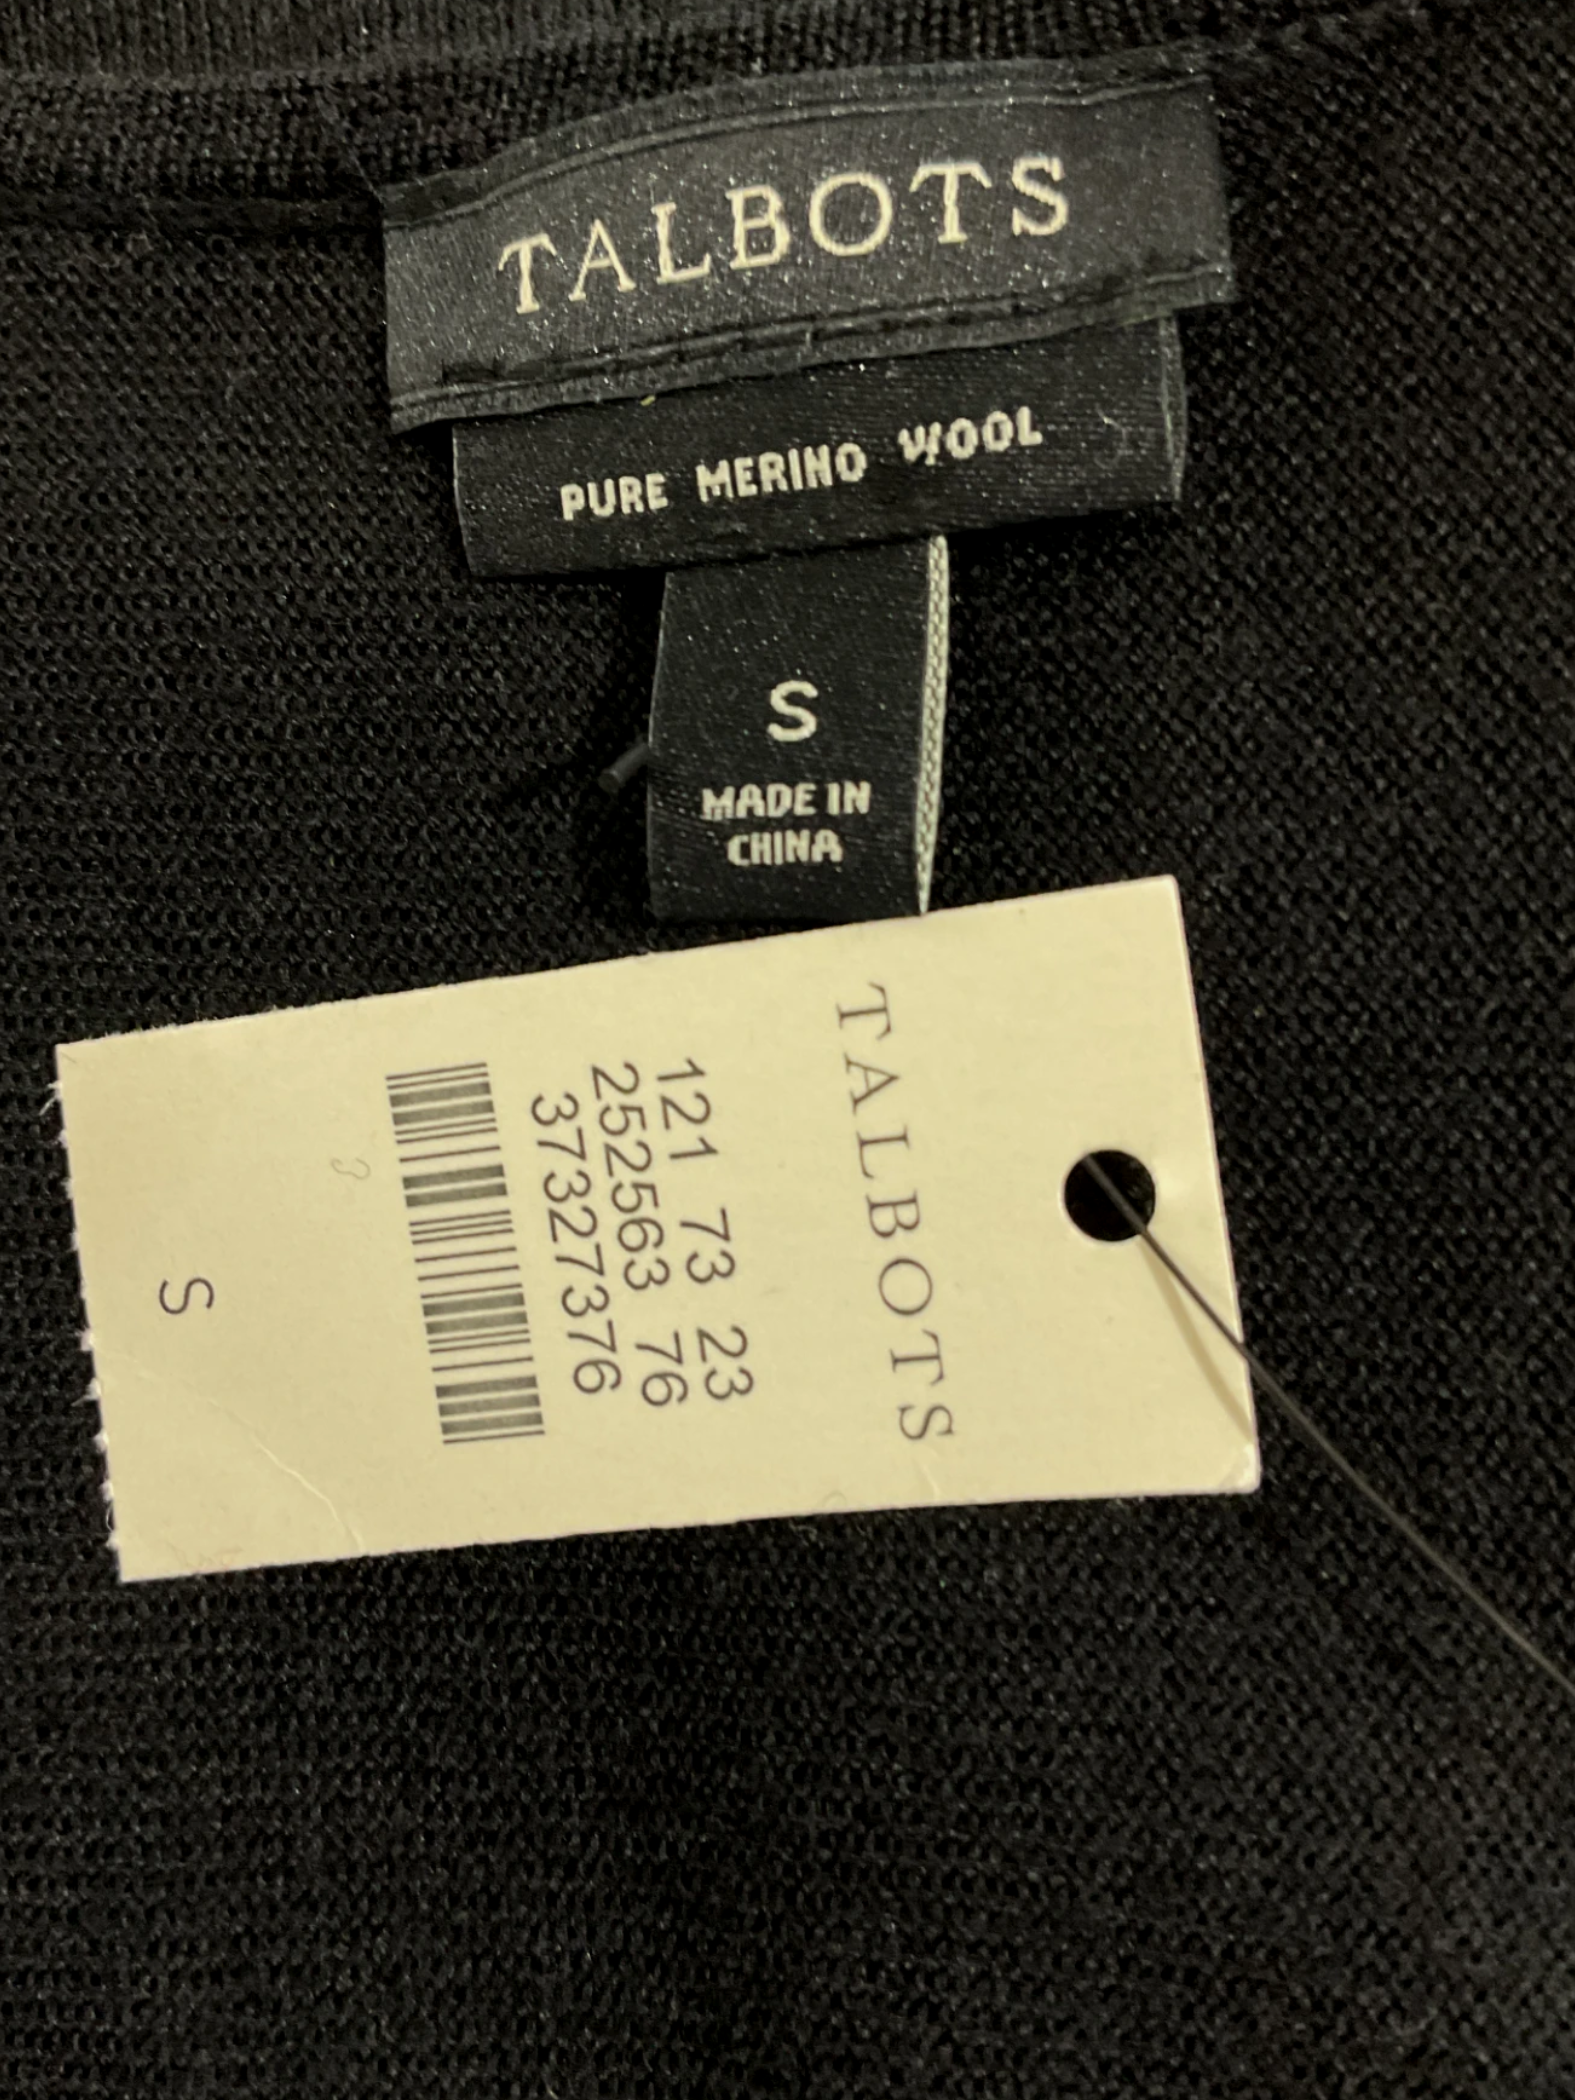 TALBOTS
PURE MERINO WOOL
S
MADE IN
CHINA
TALBOTS
121 73 23
252563 76
37327376
S